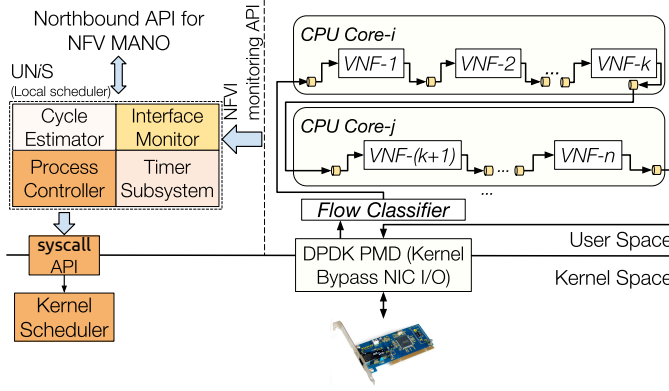 Northbound API for
NFV MANO
UNiS
(Local scheduler)
Cycle
Estimator
Interface
Monitor
Process
Controller
Timer
Subsystem
syscall
API
Kernel
Scheduler
NFVI
monitoring API
CPU Core-i
VNF-1
VNF-2
...
VNF-k
CPU Core-j
VNF-(k+1)
...
VNF-n
...
Flow Classifier
DPDK PMD (Kernel
Bypass NIC I/O)
User Space
Kernel Space